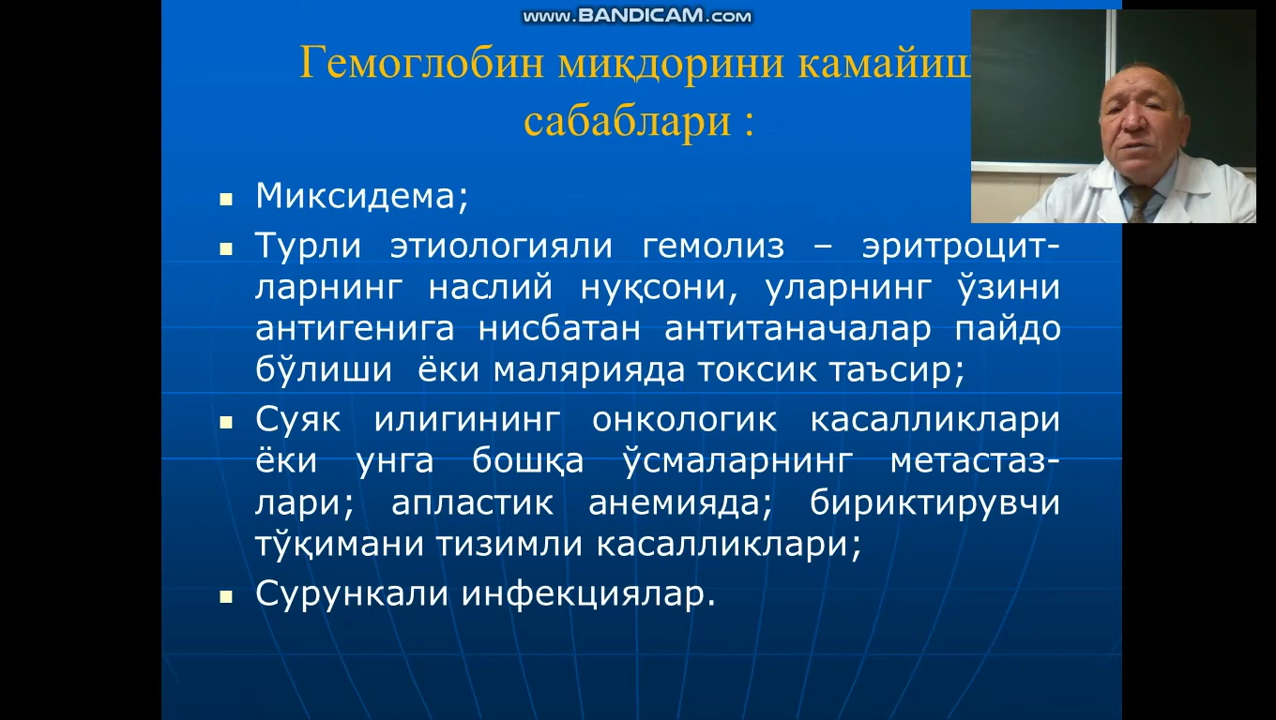 www.BANDICAM.com
Гемоглобин миқдорини камайиш
сабаблари :
Миксидема;
Турли этиологияли гемолиз – эритроцит-
ларнинг наслий нуқсони, уларнинг ўзини
антигенига нисбатан антитаначалар пайдо
бўлиши ёки малярияда токсик таъсир;
Суяк илигининг онкологик касалликлари
ёки унга бошқа ўсмаларнинг метастаз-
лари; апластик анемияда; бириктирувчи
тўқимани тизимли касалликлари;
Сурункали инфекциялар.